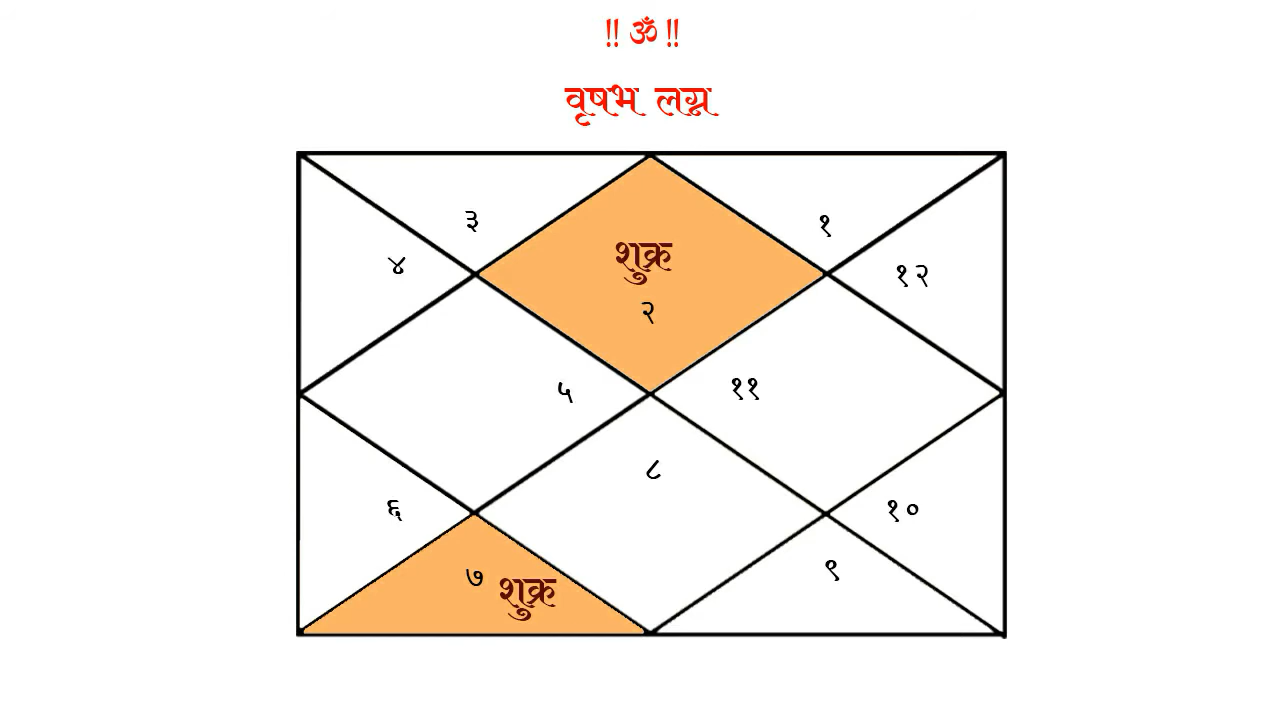 !! ॐ !!
वृषभ लग्न
३
१
४
शुक्र
१२
२
५
११
८
६
१०
७ शुक्र
९